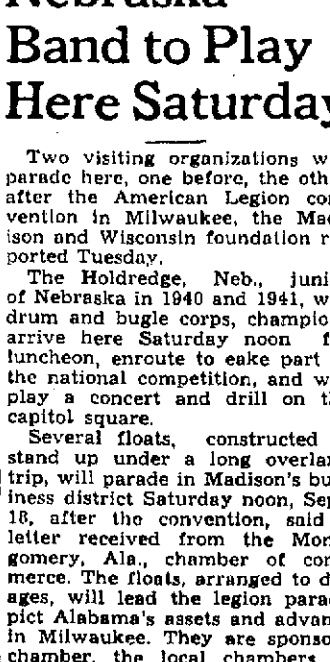 Nebraska
Band to Play
Here Saturday
Two visiting organizations w
parade here, one before, the oth
after the American Legion con
vention in Milwaukee, the Mad
ison and Wisconsin foundation r
ported Tuesday.
The Holdredge, Neb., juni
of Nebraska in 1940 and 1941, w
drum and bugle corps, champio
arrive here Saturday noon f
luncheon, enroute to eake part
the national competition, and w
play a concert and drill on th
capitol square.
Several floats, constructed
stand up under a long overlan
trip, will parade in Madison's bu
iness district Saturday noon, Sep
18, after the convention, said
letter received from the Mon
gomery, Ala., chamber of com
merce. The floats, arranged to d
ages, will lead the legion para
pict Alabama's assets and advan
in Milwaukee. They are sponso
chamber, the local chambers